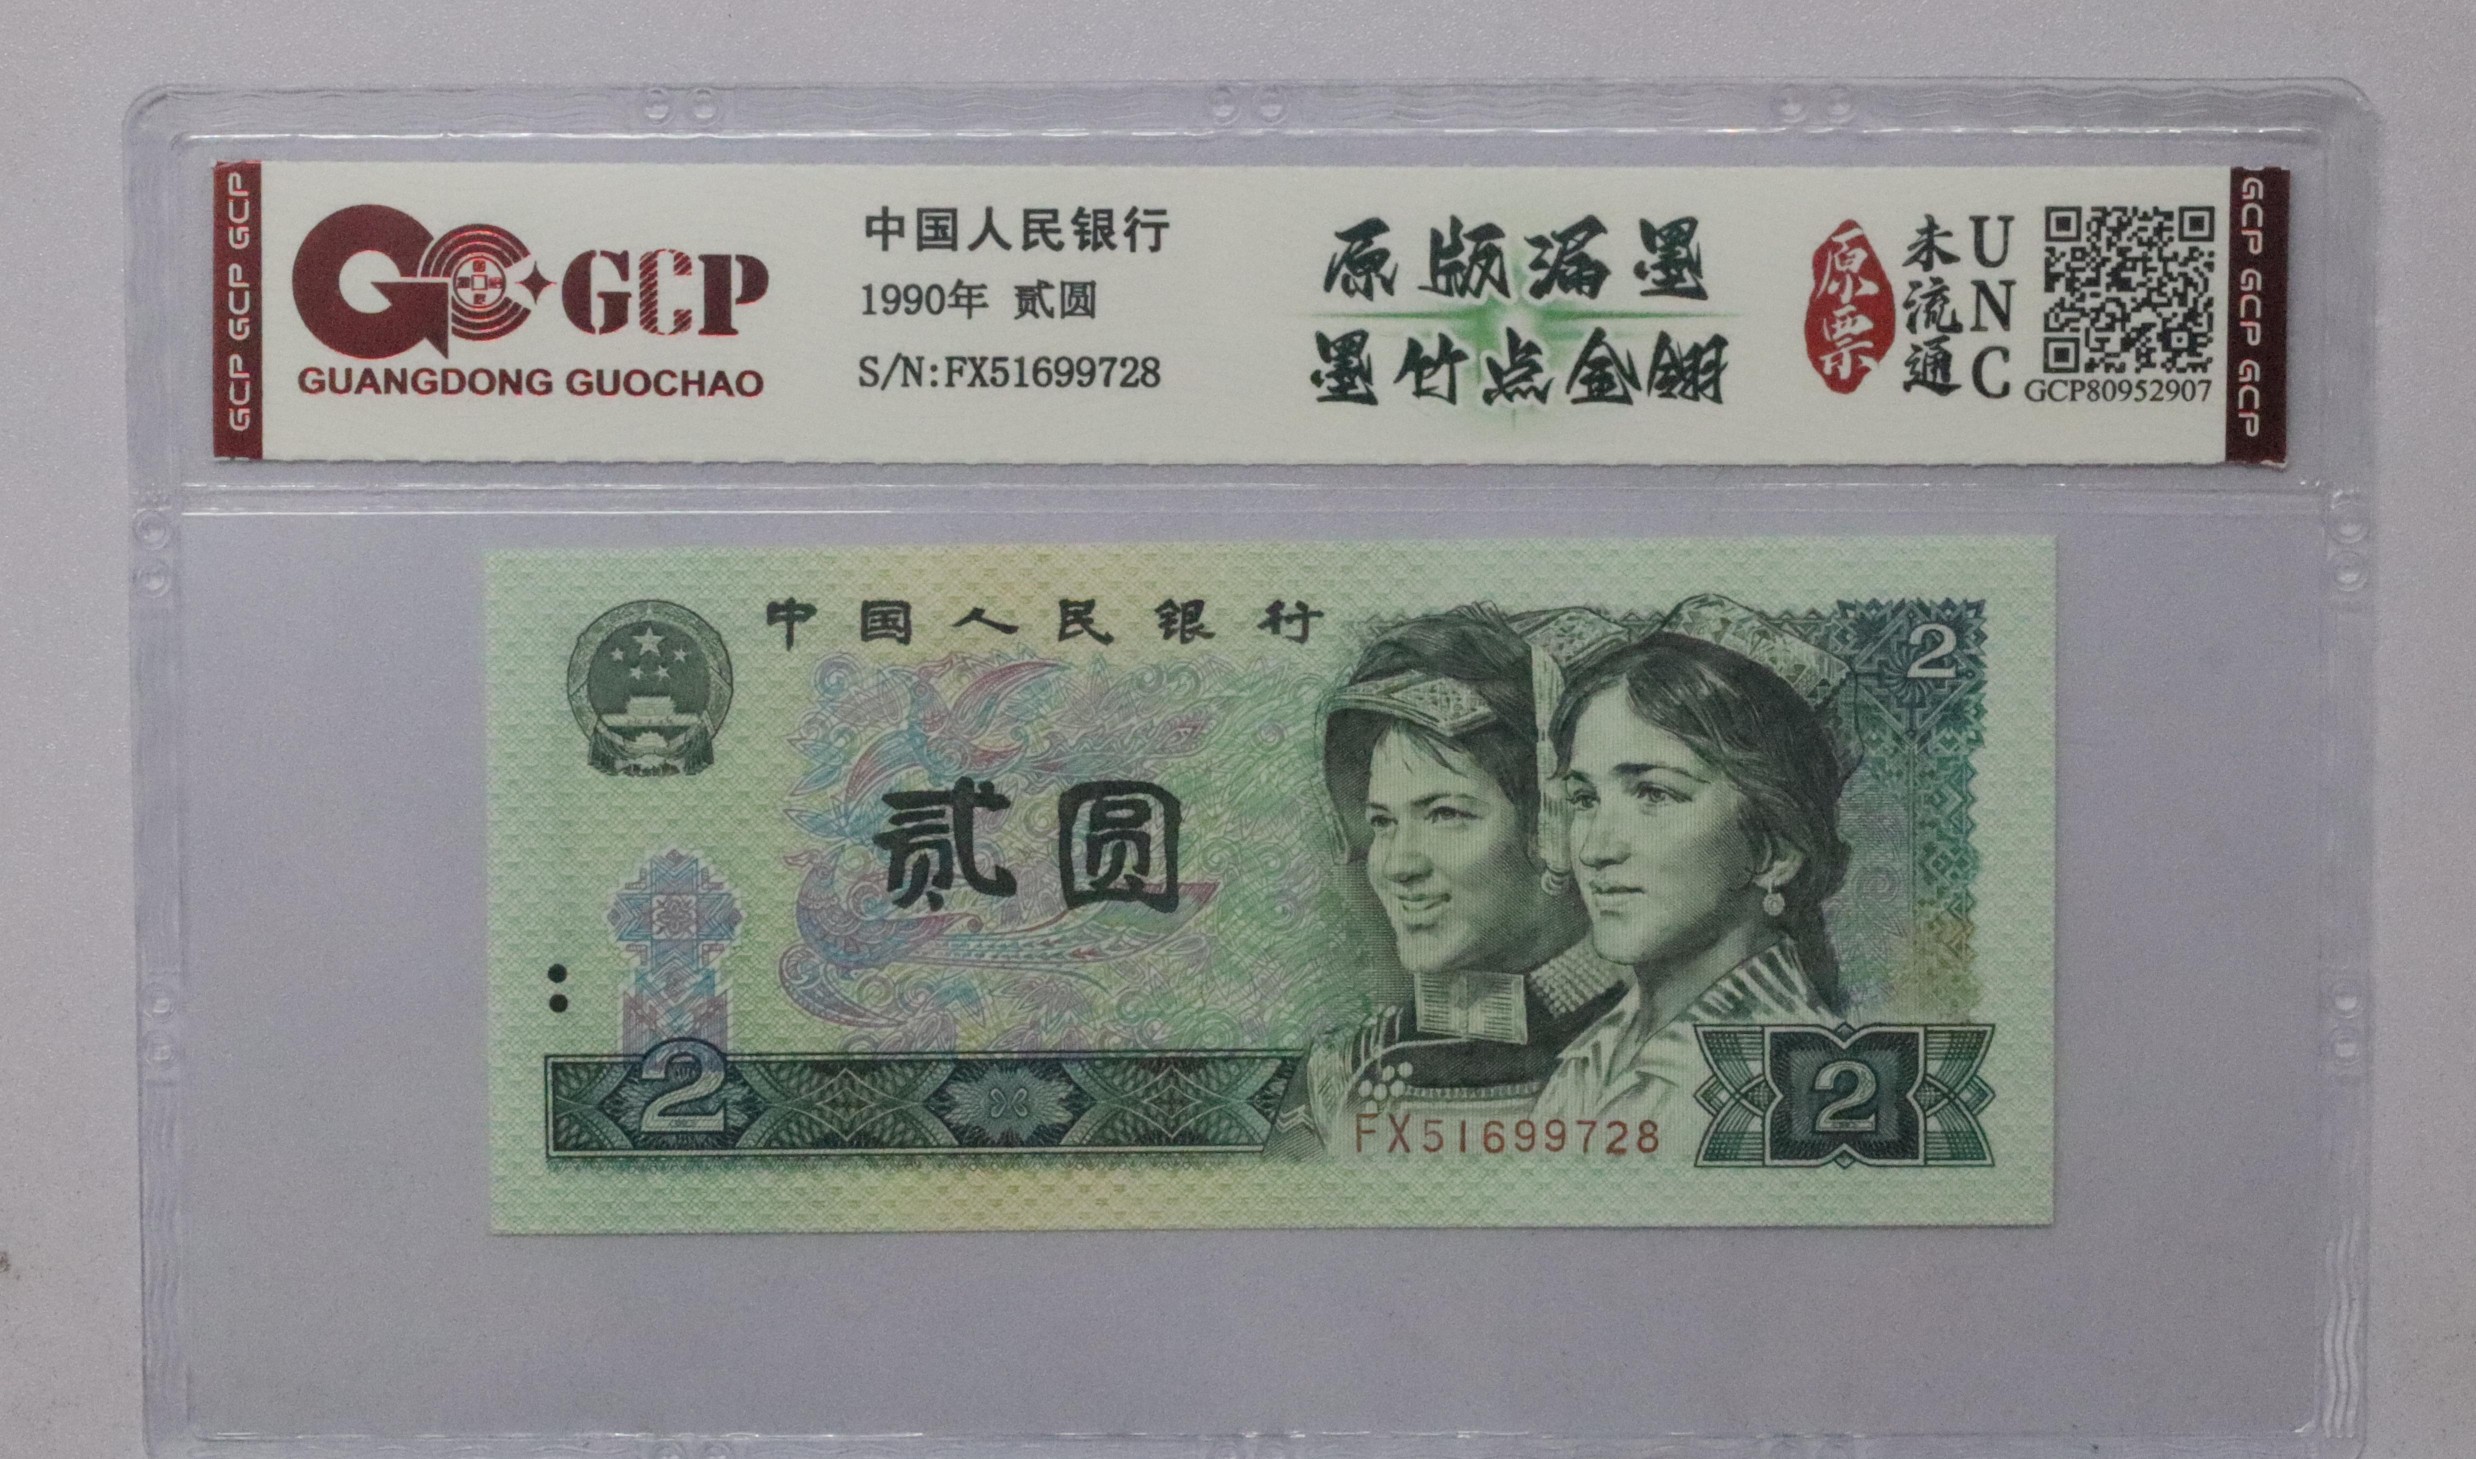 GCP GCP GCP
GCP
GUANGDONG GUOCHAO
中国人民银行
1990年 贰圆
S/N:FX51699728
原版漏墨
墨竹点金翎
原票
未流通
UNC
GCP80952907
GCP GCP GCP
中国人民银行
2
贰圆
2
FX51699728
2